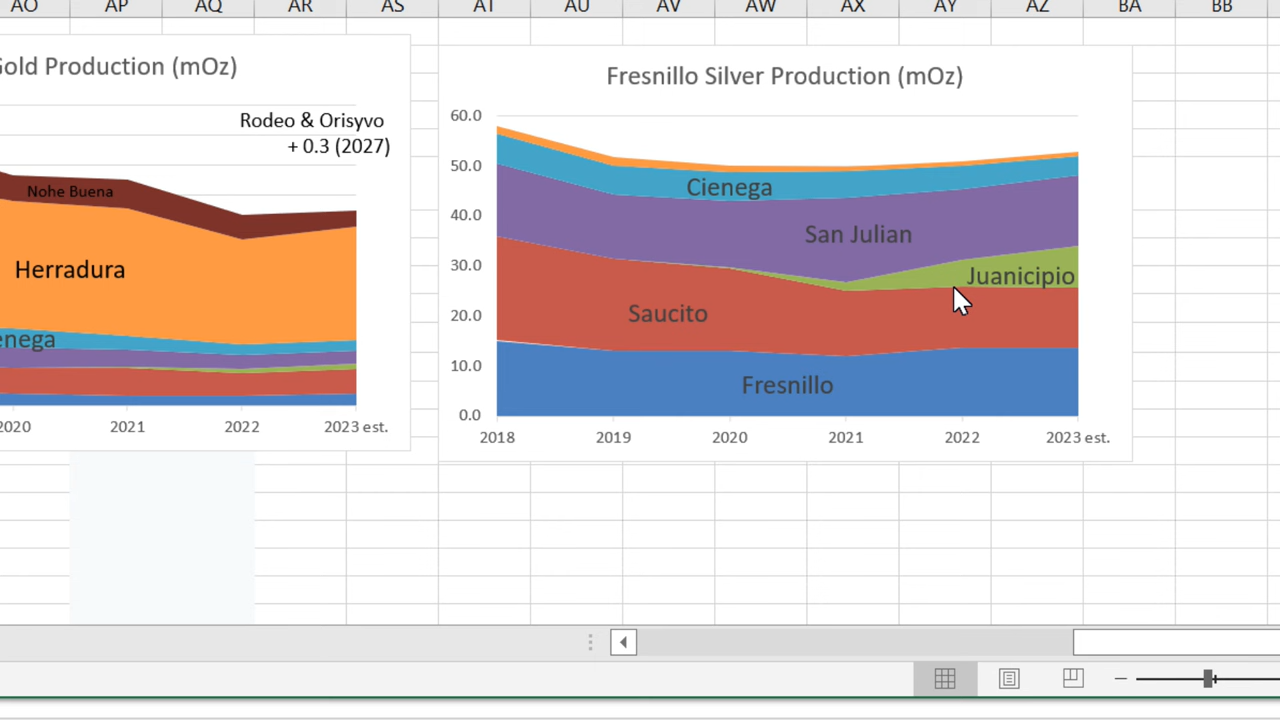 AO AP AQ AR AS AT AU AV AW AX AY AZ BA BB
Gold Production (mOz)
Rodeo & Orisyvo
+ 0.3 (2027)
Nohe Buena
Herradura
enega
2020 2021 2022 2023 est.
Fresnillo Silver Production (mOz)
60.0
50.0
40.0
30.0
20.0
10.0
0.0
Cienega
San Julian
Juanicipio
Saucito
Fresnillo
2018 2019 2020 2021 2022 2023 est.